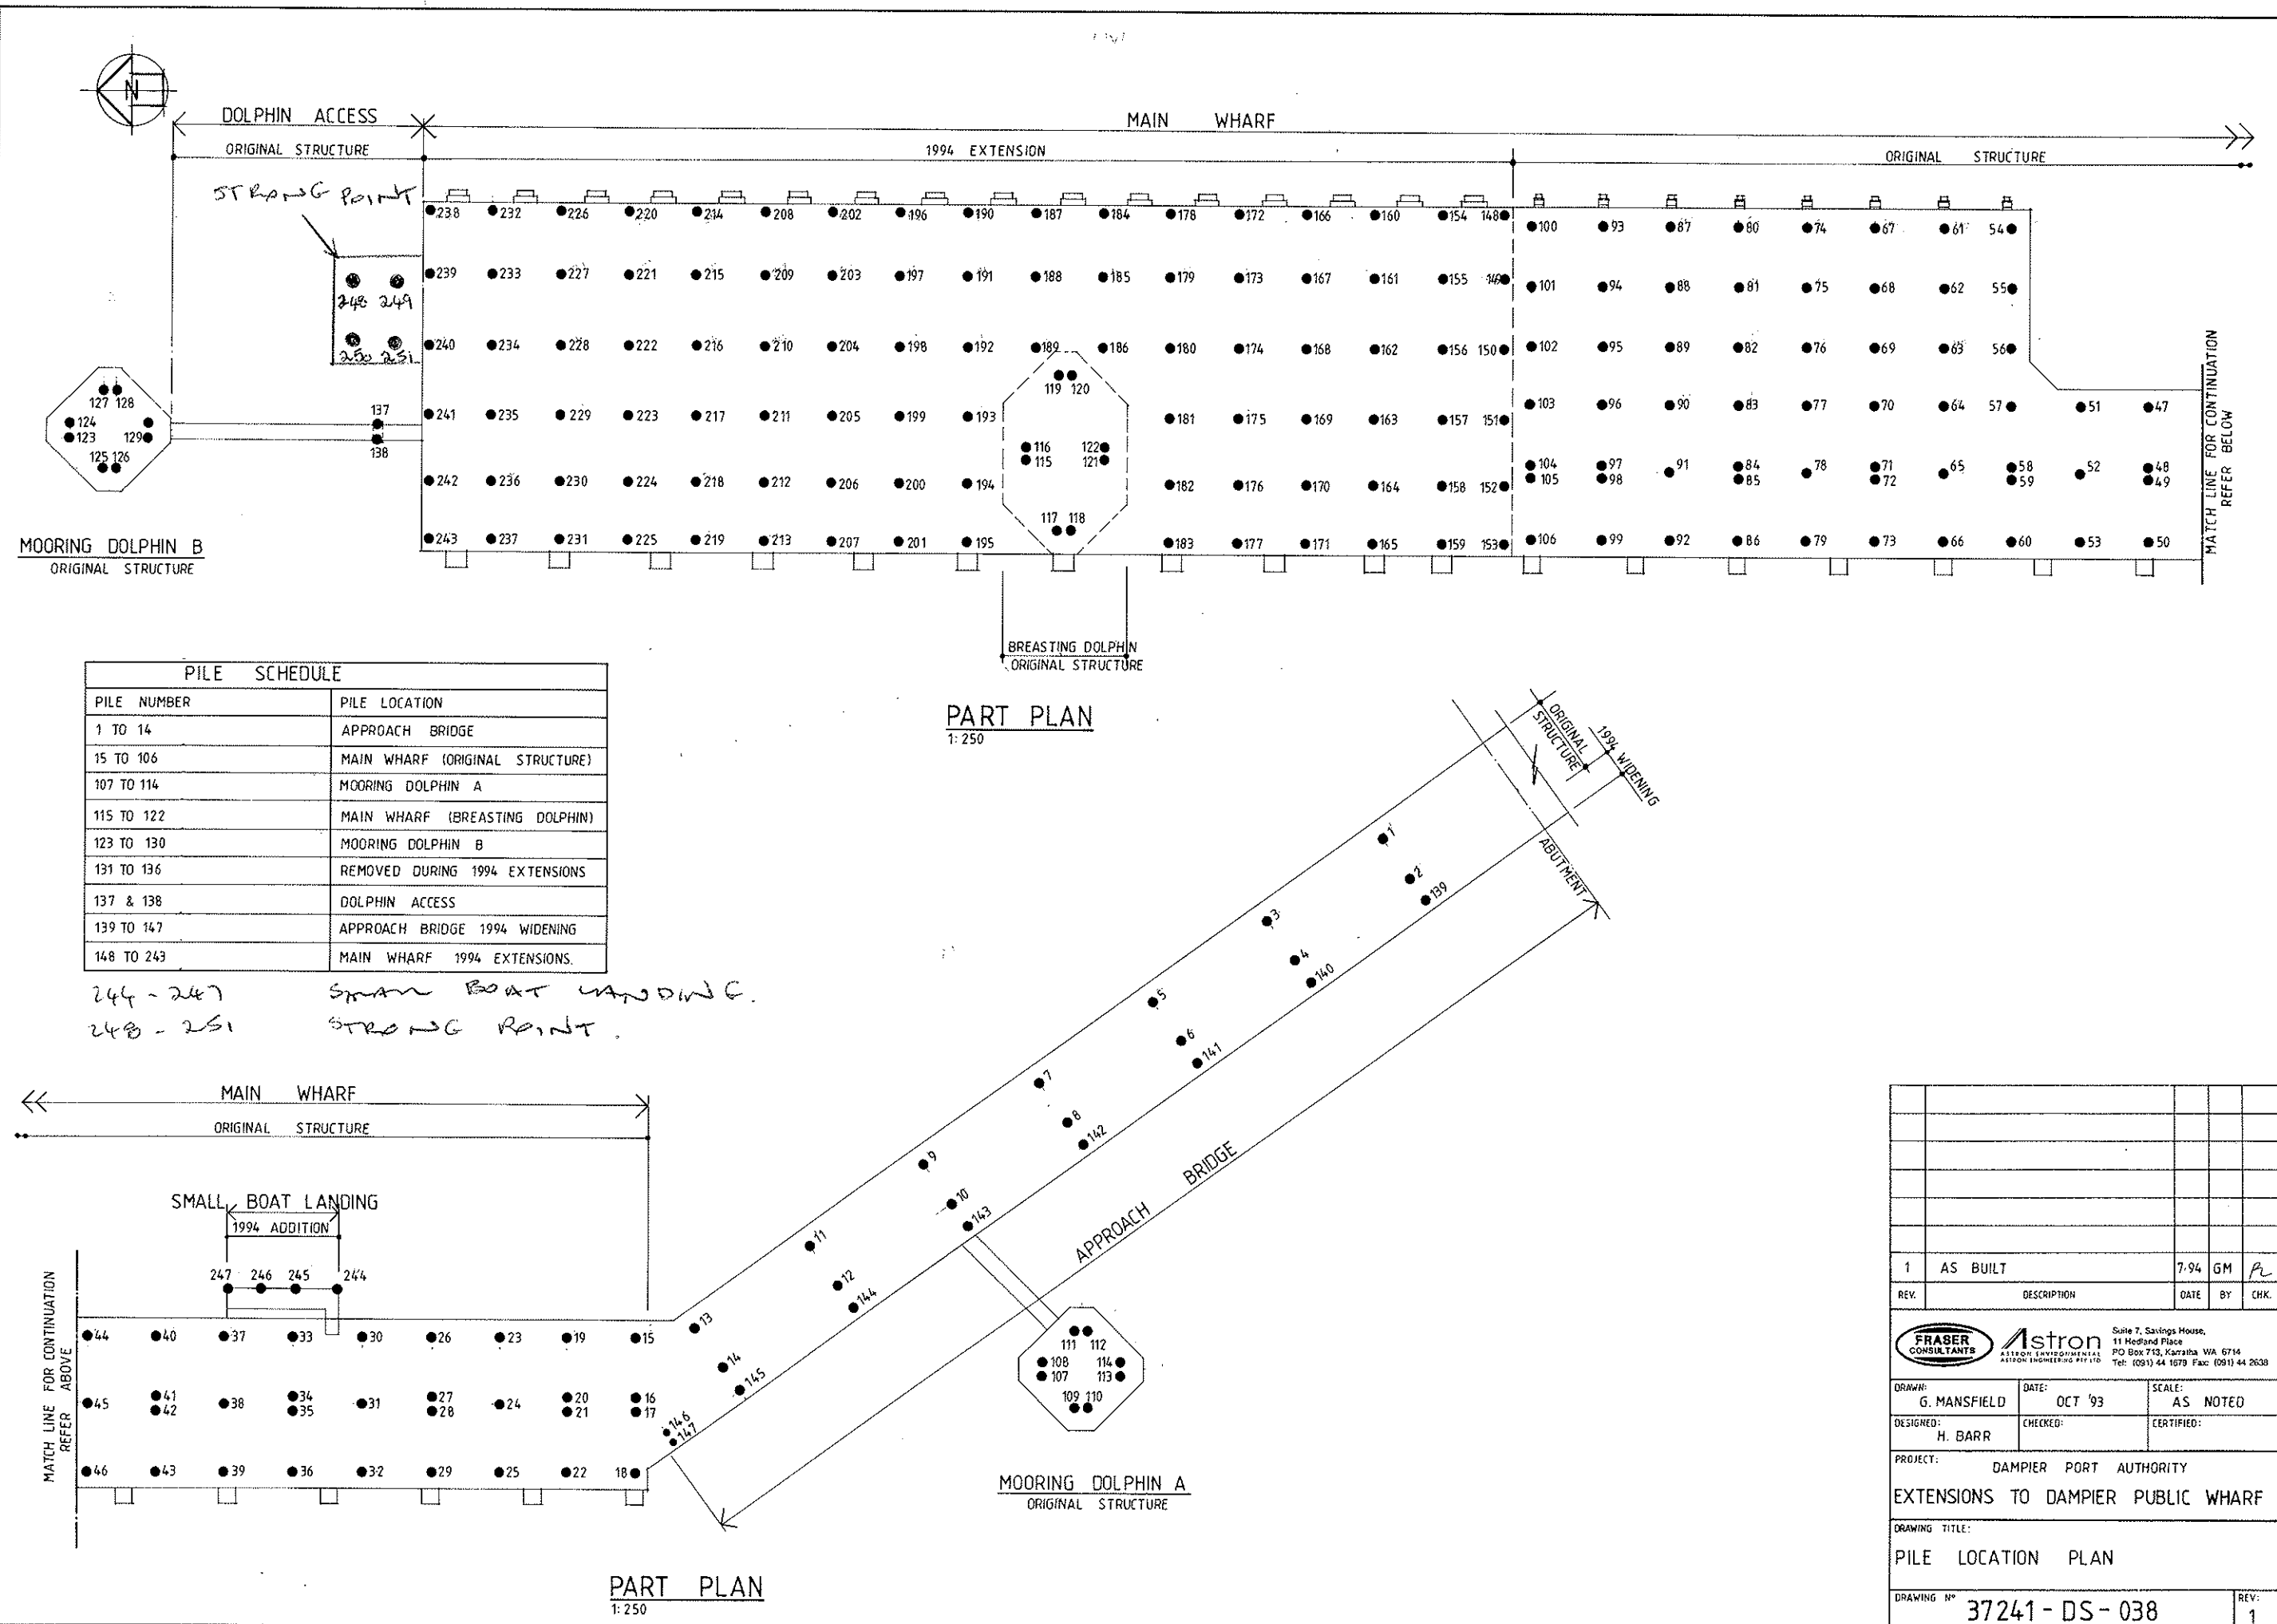 N
DOLPHIN ACCESS
MAIN WHARF
ORIGINAL STRUCTURE
1994 EXTENSION
ORIGINAL STRUCTURE
STRONG POINT
238 232 226 220 214 208 202 196 190 187 184 178 172 166 160 154 148
100 93 87 80 74 67 61 54
239 233 227 221 215 209 203 197 191 188 185 179 173 167 161 155 149
101 94 88 81 75 68 62 55
248 249
240 234 228 222 216 210 204 198 192 189 186 180 174 168 162 156 150
102 95 89 82 76 69 63 56
250 251
119 120
127 128
137
241 235 229 223 217 211 205 199 193 181 175 169 163 157 151
103 96 90 83 77 70 64 57 51 47
124
123 129
138
116 122
115 121
125 126
104 97 91 84 78 71 65 58 52 48
105 98 85 72 59 49
242 236 230 224 218 212 206 200 194 182 176 170 164 158 152
117 118
243 237 231 225 219 213 207 201 195 183 177 171 165 159 153
106 99 92 86 79 73 66 60 53 50
MATCH LINE FOR CONTINUATION
REFER BELOW
MOORING DOLPHIN B
ORIGINAL STRUCTURE
BREASTING DOLPHIN
ORIGINAL STRUCTURE
PART PLAN
1:250
PILE SCHEDULE
PILE NUMBER PILE LOCATION
1 TO 14 APPROACH BRIDGE
15 TO 106 MAIN WHARF (ORIGINAL STRUCTURE)
107 TO 114 MOORING DOLPHIN A
115 TO 122 MAIN WHARF (BREASTING DOLPHIN)
123 TO 130 MOORING DOLPHIN B
131 TO 136 REMOVED DURING 1994 EXTENSIONS
137 & 138 DOLPHIN ACCESS
139 TO 147 APPROACH BRIDGE 1994 WIDENING
148 TO 243 MAIN WHARF 1994 EXTENSIONS.
244 - 247 SMALL BOAT LANDING.
248 - 251 STRONG POINT.
ORIGINAL
STRUCTURE
1994 WIDENING
ABUTMENT
1
2
139
3
4
140
5
6
141
7
8
142
9
10
143
11
12
144
13
14
145
146
147
APPROACH BRIDGE
MAIN WHARF
ORIGINAL STRUCTURE
SMALL BOAT LANDING
1994 ADDITION
247 246 245 244
MATCH LINE FOR CONTINUATION
REFER ABOVE
44 40 37 33 30 26 23 19 15
41 34 27 20 16
45 38 31 24
42 35 28 21 17
46 43 39 36 32 29 25 22 18
111 112
108 114
107 113
109 110
MOORING DOLPHIN A
ORIGINAL STRUCTURE
PART PLAN
1:250
1 AS BUILT 7.94 GM
REV. DESCRIPTION DATE BY CHK.
FRASER
CONSULTANTS
Astron
ASTRON ENVIRONMENTAL
ASTRON ENGINEERING PTY LTD
Suite 7, Savings House,
11 Hedland Place
PO Box 713, Karratha WA 6714
Tel: (091) 44 1679 Fax: (091) 44 2638
DRAWN: G. MANSFIELD
DATE: OCT '93
SCALE: AS NOTED
DESIGNED: H. BARR
CHECKED:
CERTIFIED:
PROJECT: DAMPIER PORT AUTHORITY
EXTENSIONS TO DAMPIER PUBLIC WHARF
DRAWING TITLE:
PILE LOCATION PLAN
DRAWING Nº 37241-DS-038
REV: 1